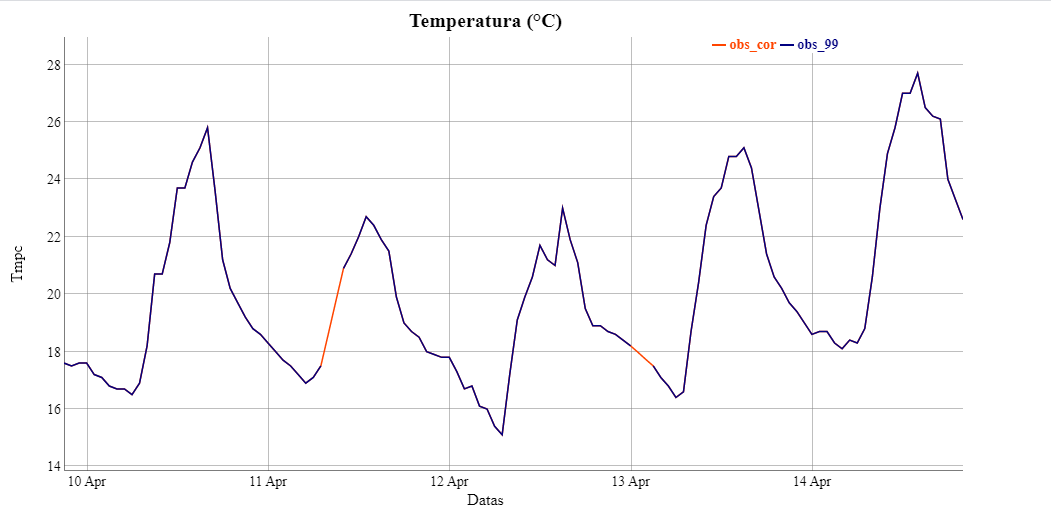 Temperatura (°C)
obs_cor obs_99
28
26
24
22
20
18
16
14
Tmpc
10 Apr 11 Apr 12 Apr 13 Apr 14 Apr
Datas